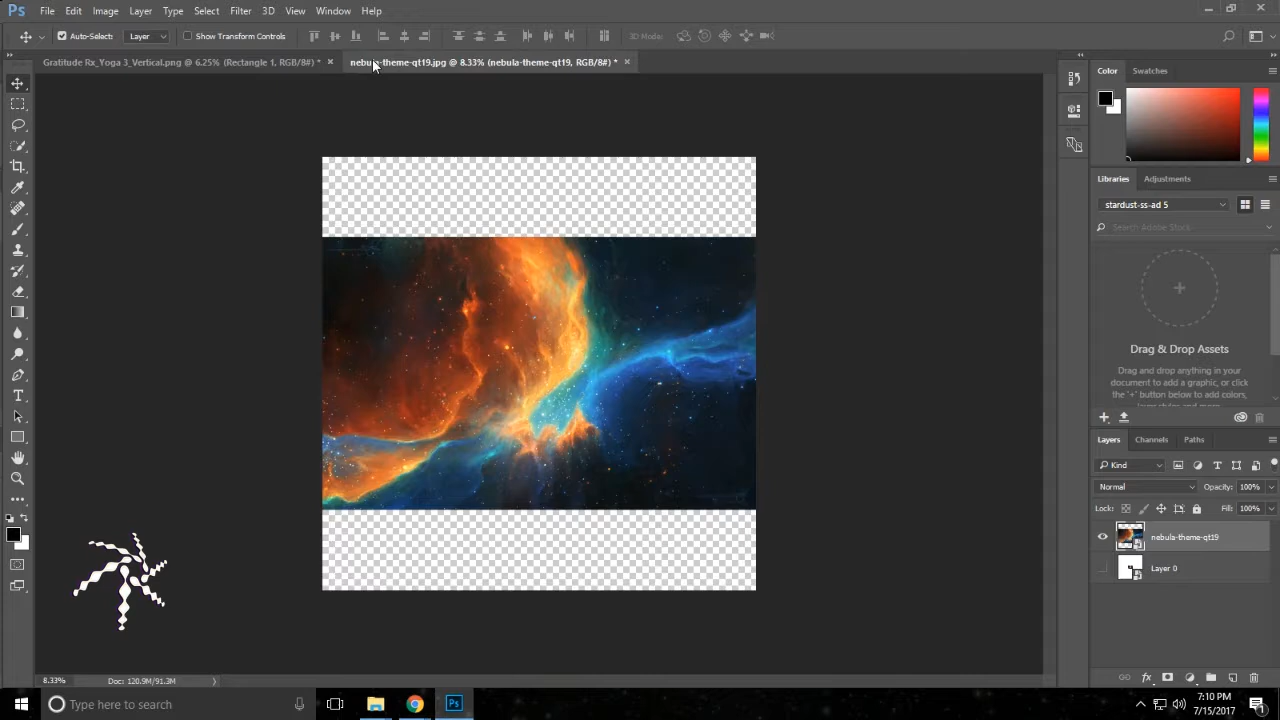 Ps File Edit Image Layer Type Select Filter 3D View Window Help
Auto-Select: Layer Show Transform Controls 3D Mode:
Gratitude Rx_Yoga 3_Vertical.png @ 6.25% (Rectangle 1, RGB/8#) * ×
nebula-theme-qt19.jpg @ 8.33% (nebula-theme-qt19, RGB/8#) * ×
Color Swatches
Libraries Adjustments
stardust-ss-ad 5
Search Adobe Stock
Drag & Drop Assets
Drag and drop anything in your
document to add a graphic, or click
the '+' button below to add colors,
Layers Channels Paths
Kind
Normal Opacity: 100%
Lock: Fill: 100%
nebula-theme-qt19
Layer 0
8.33% Doc: 120.9M/91.3M
Type here to search
Ps
7:10 PM
7/15/2017
1